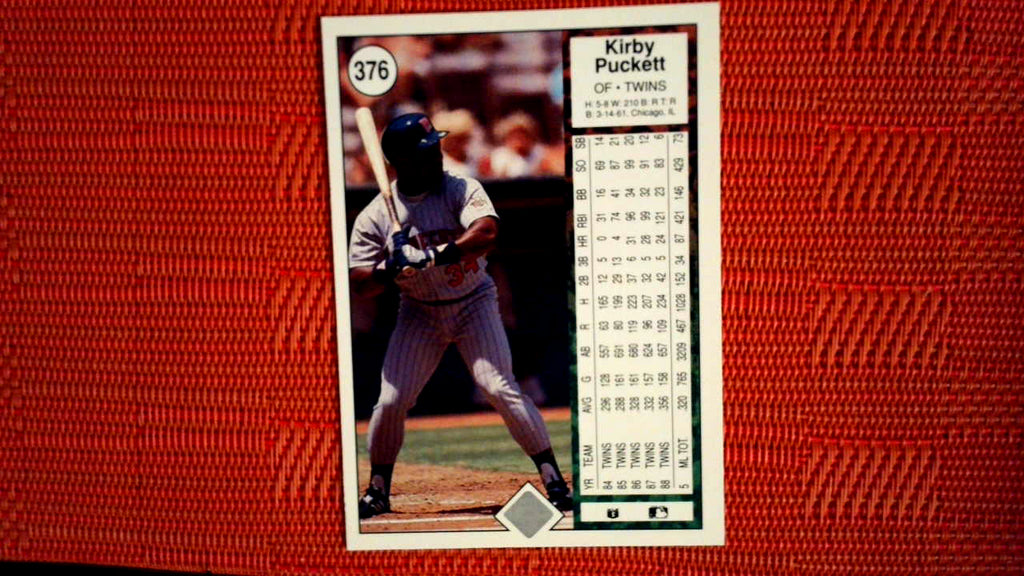 376
Kirby
Puckett
OF • TWINS
H: 5-8 W: 210 B: R T: R
B: 3-14-61, Chicago, IL
YR TEAM AVG G AB R H 2B 3B HR RBI BB SO SB
84 TWINS 296 128 557 63 165 12 5 0 31 16 69 14
85 TWINS 288 161 691 80 199 29 13 4 74 41 87 21
86 TWINS 328 161 680 119 223 37 6 31 96 34 99 20
87 TWINS 332 157 624 96 207 32 5 28 99 32 91 12
88 TWINS 356 158 657 109 234 42 5 24 121 23 83 6
5 ML TOT. .320 765 3209 467 1028 152 34 87 421 146 429 73
34